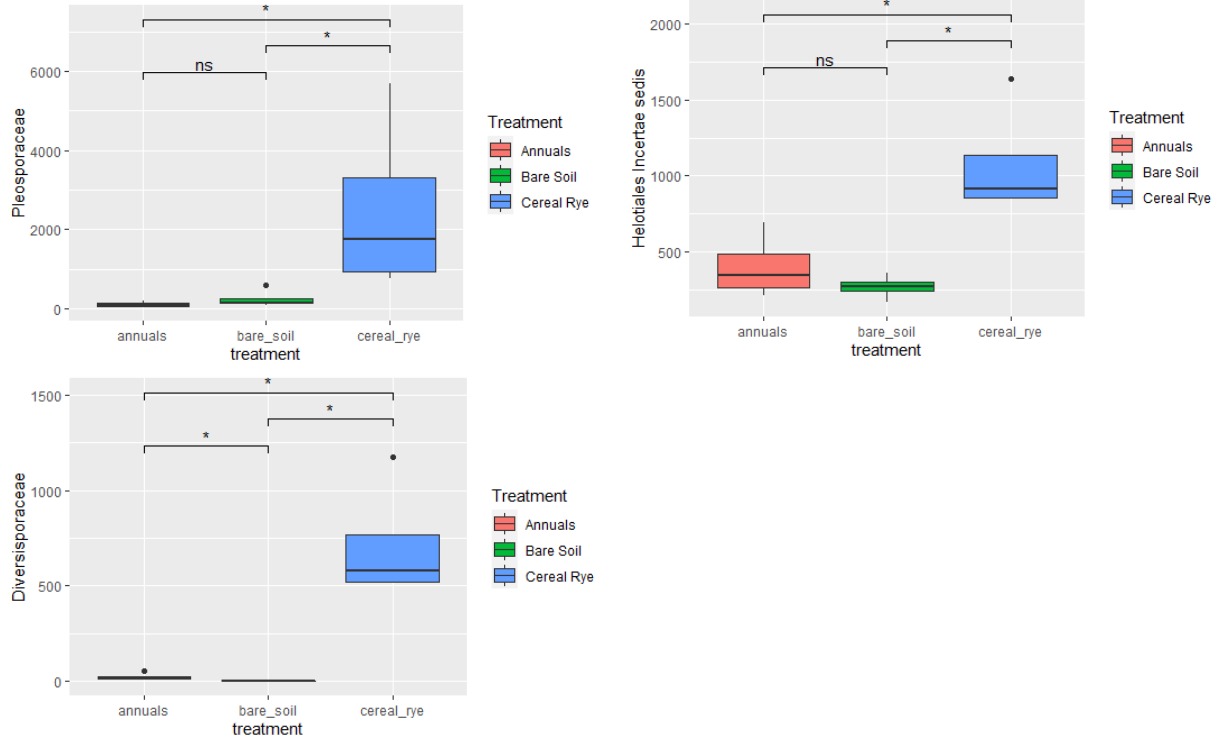 *
*
ns
6000
4000
2000
0
Pleosporaceae
annuals bare_soil cereal_rye
treatment
Treatment
Annuals
Bare Soil
Cereal Rye
*
*
ns
2000
1500
1000
500
Helotiales Incertae sedis
annuals bare_soil cereal_rye
treatment
Treatment
Annuals
Bare Soil
Cereal Rye
*
*
*
1500
1000
500
0
Diversisporaceae
annuals bare_soil cereal_rye
treatment
Treatment
Annuals
Bare Soil
Cereal Rye